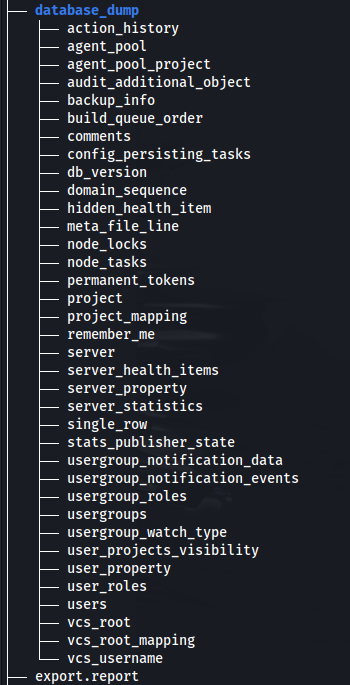 database_dump
action_history
agent_pool
agent_pool_project
audit_additional_object
backup_info
build_queue_order
comments
config_persisting_tasks
db_version
domain_sequence
hidden_health_item
meta_file_line
node_locks
node_tasks
permanent_tokens
project
project_mapping
remember_me
server
server_health_items
server_property
server_statistics
single_row
stats_publisher_state
usergroup_notification_data
usergroup_notification_events
usergroup_roles
usergroups
usergroup_watch_type
user_projects_visibility
user_property
user_roles
users
vcs_root
vcs_root_mapping
vcs_username
export.report